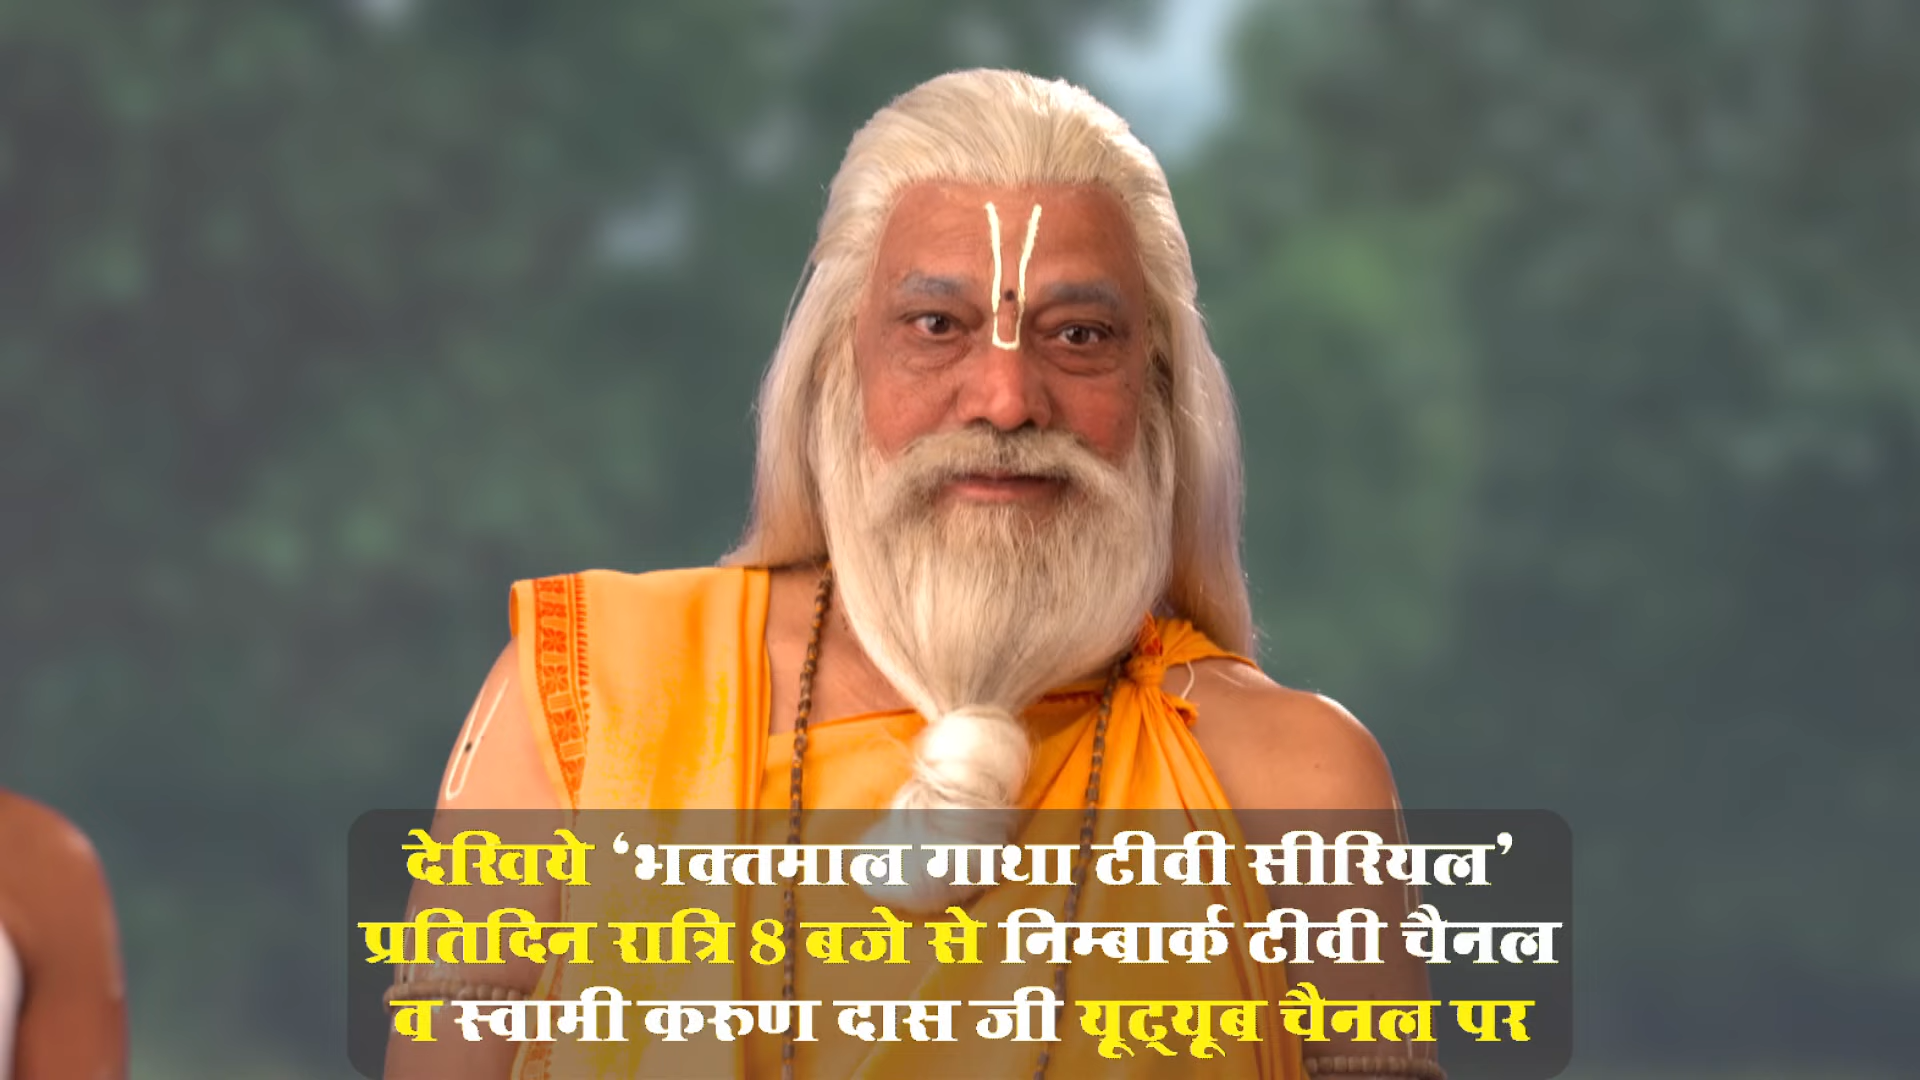 देखिये ‘भक्तमाल गाथा टीवी सीरियल’
प्रतिदिन रात्रि 8 बजे से निम्बार्क टीवी चैनल
व स्वामी करुण दास जी यूट्यूब चैनल पर